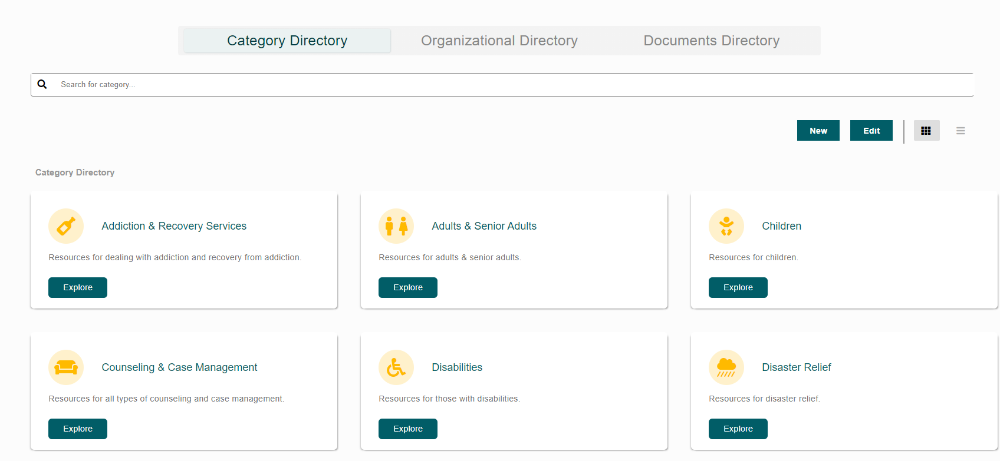 Category Directory Organizational Directory Documents Directory
Search for category...
New Edit
Category Directory
Addiction & Recovery Services
Resources for dealing with addiction and recovery from addiction.
Explore
Adults & Senior Adults
Resources for adults & senior adults.
Explore
Children
Resources for children.
Explore
Counseling & Case Management
Resources for all types of counseling and case management.
Explore
Disabilities
Resources for those with disabilities.
Explore
Disaster Relief
Resources for disaster relief.
Explore